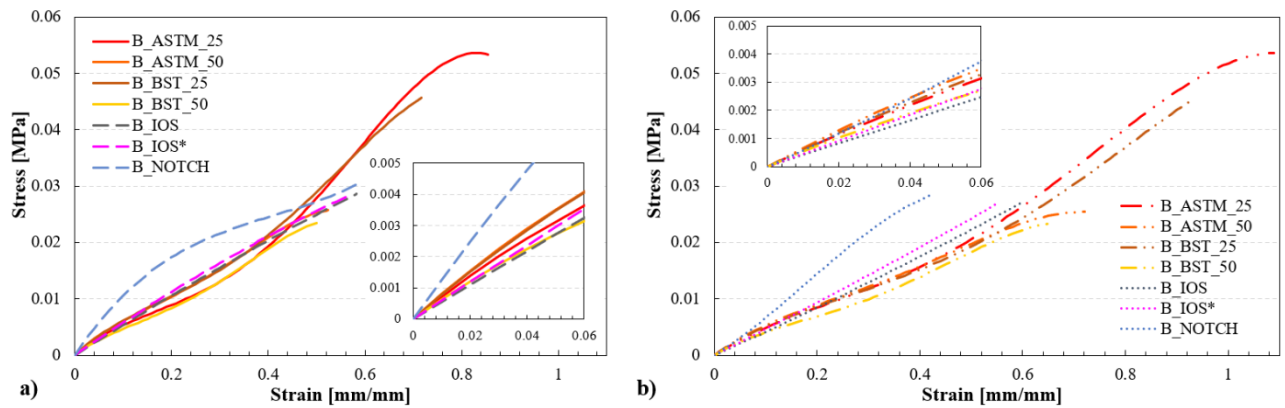 0.06
0.05
0.04
0.03
0.02
0.01
0
Stress [MPa]
B_ASTM_25
B_ASTM_50
B_BST_25
B_BST_50
B_IOS
B_IOS*
B_NOTCH
0.005
0.004
0.003
0.002
0.001
0
0 0.02 0.04 0.06
0 0.2 0.4 0.6 0.8 1
Strain [mm/mm]
a)
0.06
0.05
0.04
0.03
0.02
0.01
0
Stress [MPa]
0.005
0.004
0.003
0.002
0.001
0
0 0.02 0.04 0.06
B_ASTM_25
B_ASTM_50
B_BST_25
B_BST_50
B_IOS
B_IOS*
B_NOTCH
0 0.2 0.4 0.6 0.8 1
Strain [mm/mm]
b)